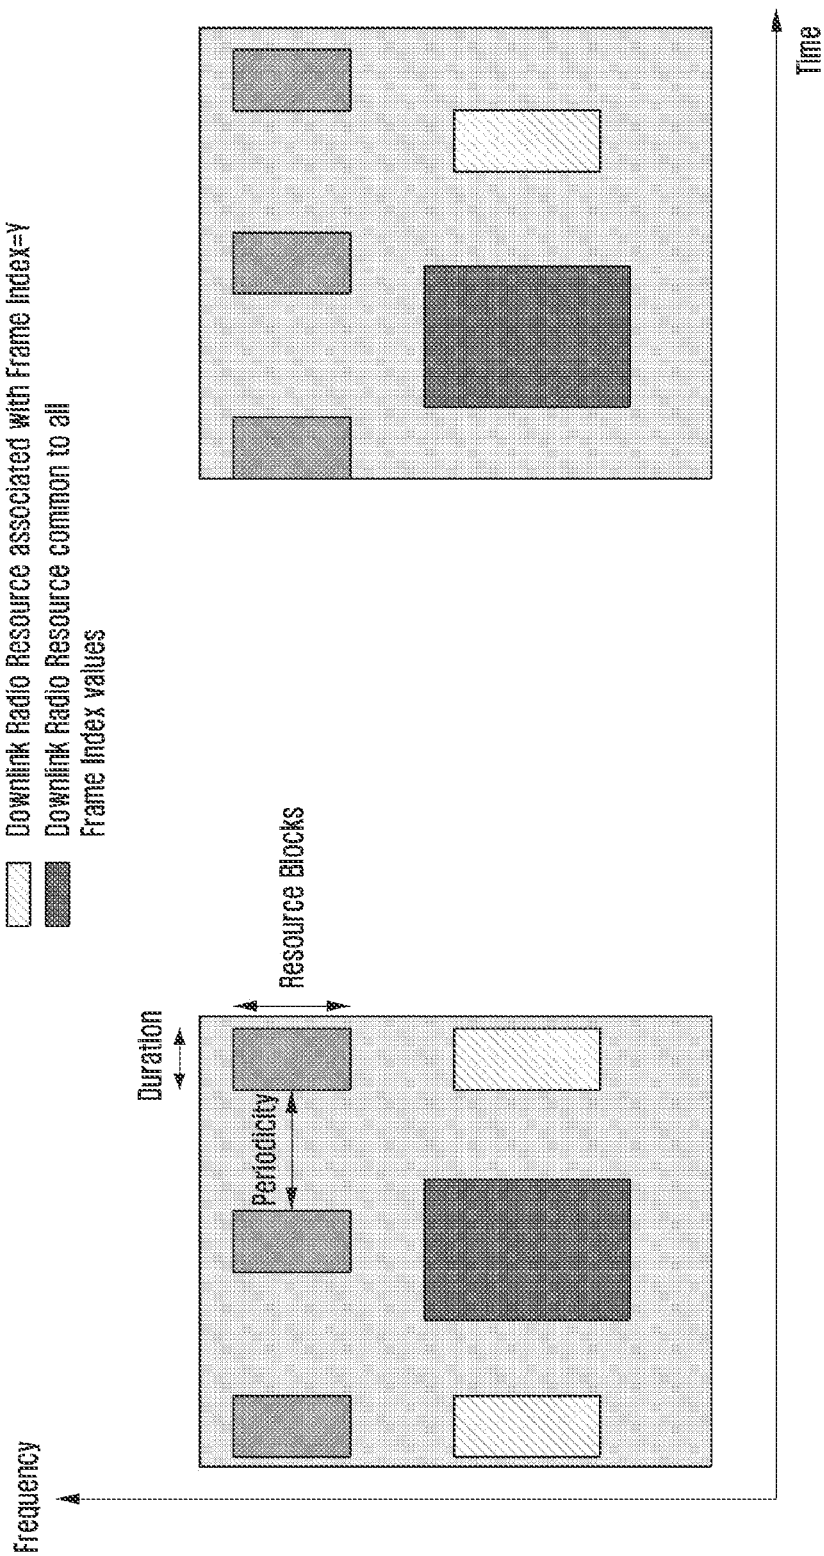 Downlink Radio Resource associated with Frame Index=Y
Downlink Radio Resource common to all
Frame Index values
Frequency
Duration
Periodicity
Resource Blocks
Time